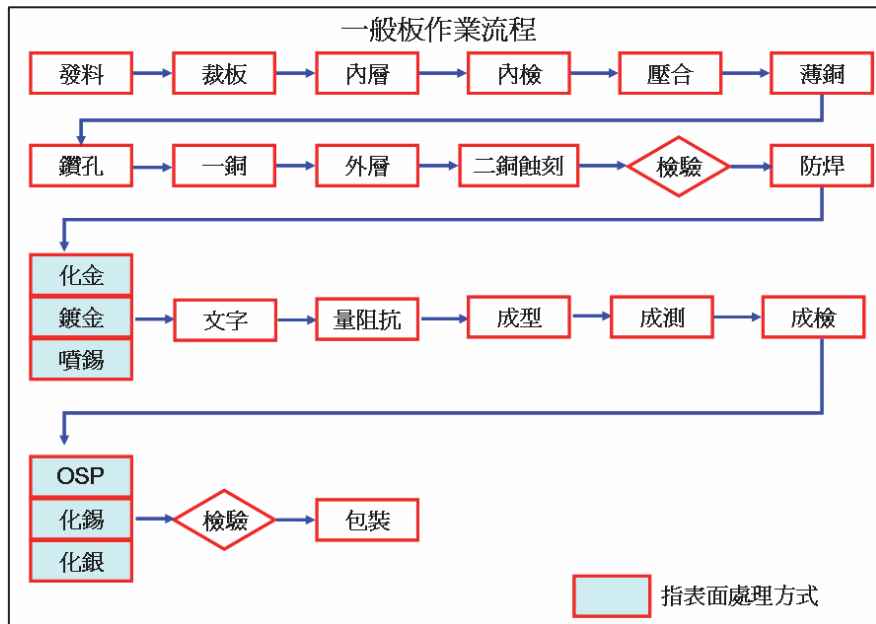 一般板作業流程
發料 裁板 內層 內檢 壓合 薄銅
鑽孔 一銅 外層 二銅蝕刻 檢驗 防焊
化金
鍍金 文字 量阻抗 成型 成測 成檢
噴錫
OSP
化錫 檢驗 包裝
化銀
指表面處理方式